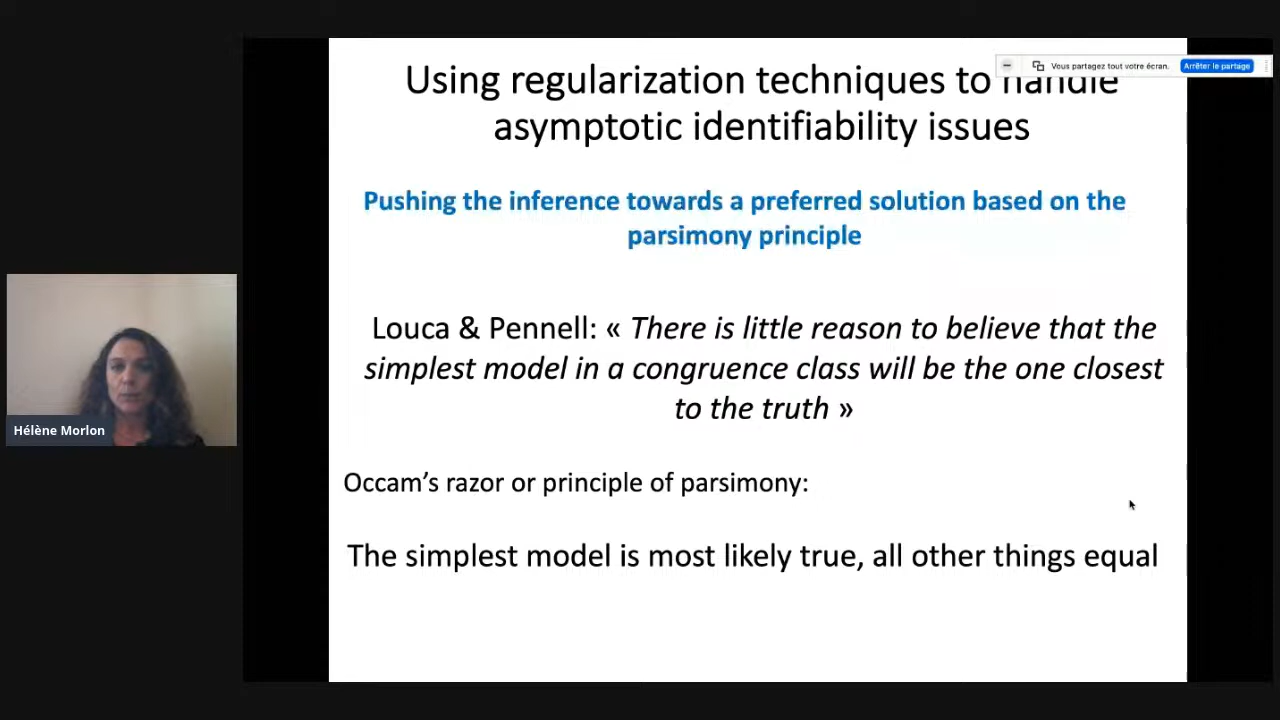 Using regularization techniques to handle
asymptotic identifiability issues
Vous partagez tout votre écran.
Arrêter le partage
Pushing the inference towards a preferred solution based on the
parsimony principle
Louca & Pennell: « There is little reason to believe that the
simplest model in a congruence class will be the one closest
to the truth »
Hélène Morlon
Occam’s razor or principle of parsimony:
The simplest model is most likely true, all other things equal